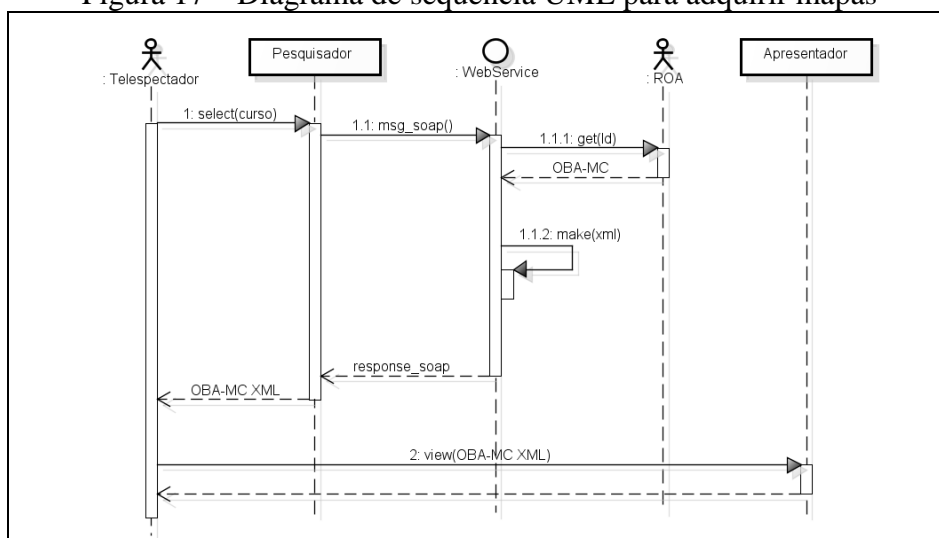 Figura 17 – Diagrama de sequência UML para adquirir mapas
: Telespectador
Pesquisador
: WebService
: ROA
Apresentador
1: select(curso)
1.1: msg_soap()
1.1.1: get(Id)
OBA-MC
1.1.2: make(xml)
response_soap
OBA-MC XML
2: view(OBA-MC XML)